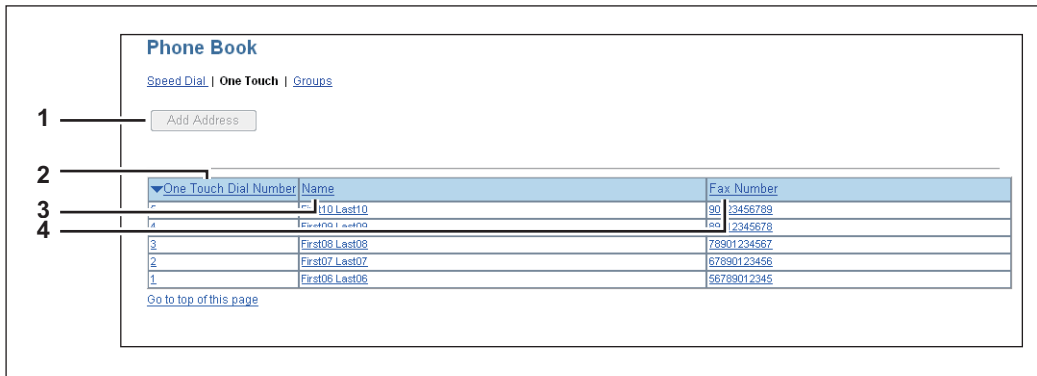 Phone Book
Speed Dial | One Touch | Groups
1
Add Address
2
One Touch Dial Number Name Fax Number
3
4
First09 Last09
3 First08 Last08 78901234567
2 First07 Last07 67890123456
1 First06 Last06 56789012345
Go to top of this page